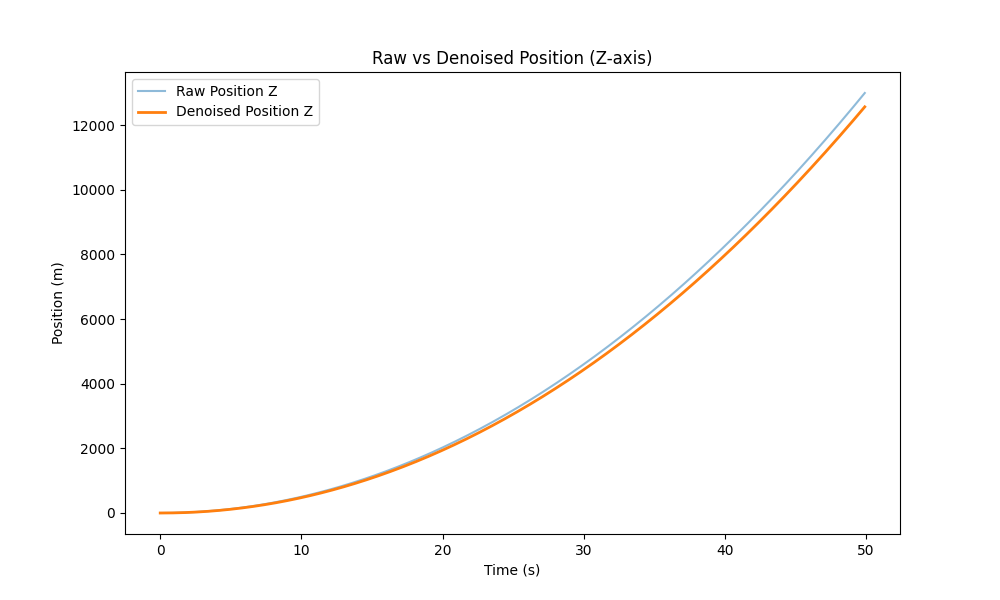 Raw vs Denoised Position (Z-axis)
Raw Position Z
Denoised Position Z
Position (m)
12000
10000
8000
6000
4000
2000
0
0 10 20 30 40 50
Time (s)